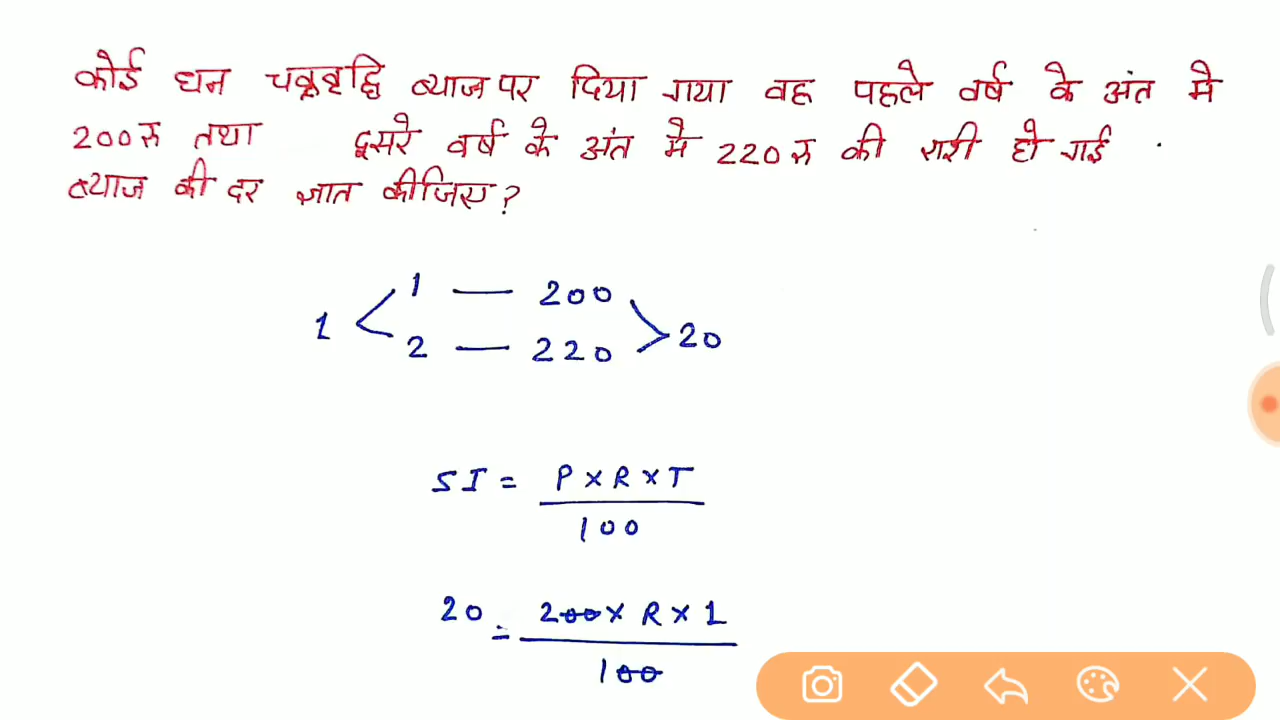 कोई धन चक्रवृद्धि ब्याज पर दिया गया वह पहले वर्ष के अंत मे
200रु तथा दूसरे वर्ष के अंत मे 220रु की राशी हो गई .
ब्याज की दर ज्ञात कीजिए?
1 — 200
1 < > 20
2 — 220
SI = P × R × T
100
20 = 200 × R × 1
100